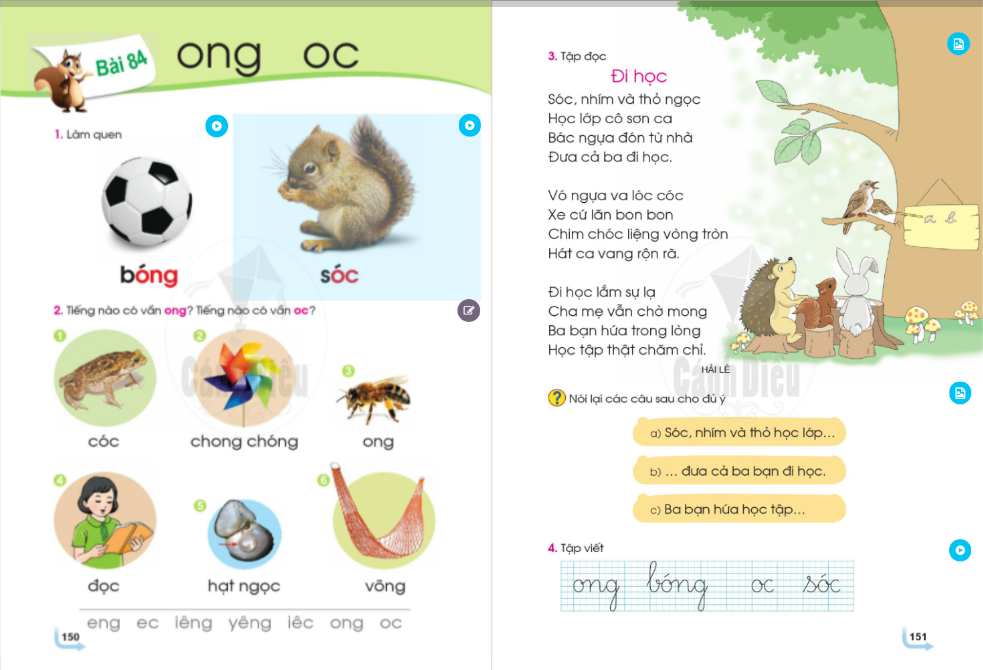 Bài 84
ong oc
1. Làm quen
bóng sóc
2. Tiếng nào có vần ong? Tiếng nào có vần oc?
1 2 3
cóc chong chóng ong
4 5 6
đọc hạt ngọc võng
eng ec iêng yêng iêc ong oc
150
3. Tập đọc
Đi học
Sóc, nhím và thỏ ngọc
Học lớp cô sơn ca
Bác ngựa đón từ nhà
Đưa cả ba đi học.
Vó ngựa va lóc cóc
Xe cứ lăn bon bon
Chim chóc liệng vòng tròn
Hát ca vang rộn rã.
Đi học lắm sự lạ
Cha mẹ vẫn chờ mong
Ba bạn hứa trong lòng
Học tập thật chăm chỉ.
HẢI LÊ
a b
? Nói lại các câu sau cho đủ ý
a) Sóc, nhím và thỏ học lớp...
b) ... đưa cả ba bạn đi học.
c) Ba bạn hứa học tập...
4. Tập viết
ong bóng oc sóc
151
Cánh Diều
Cánh Diều